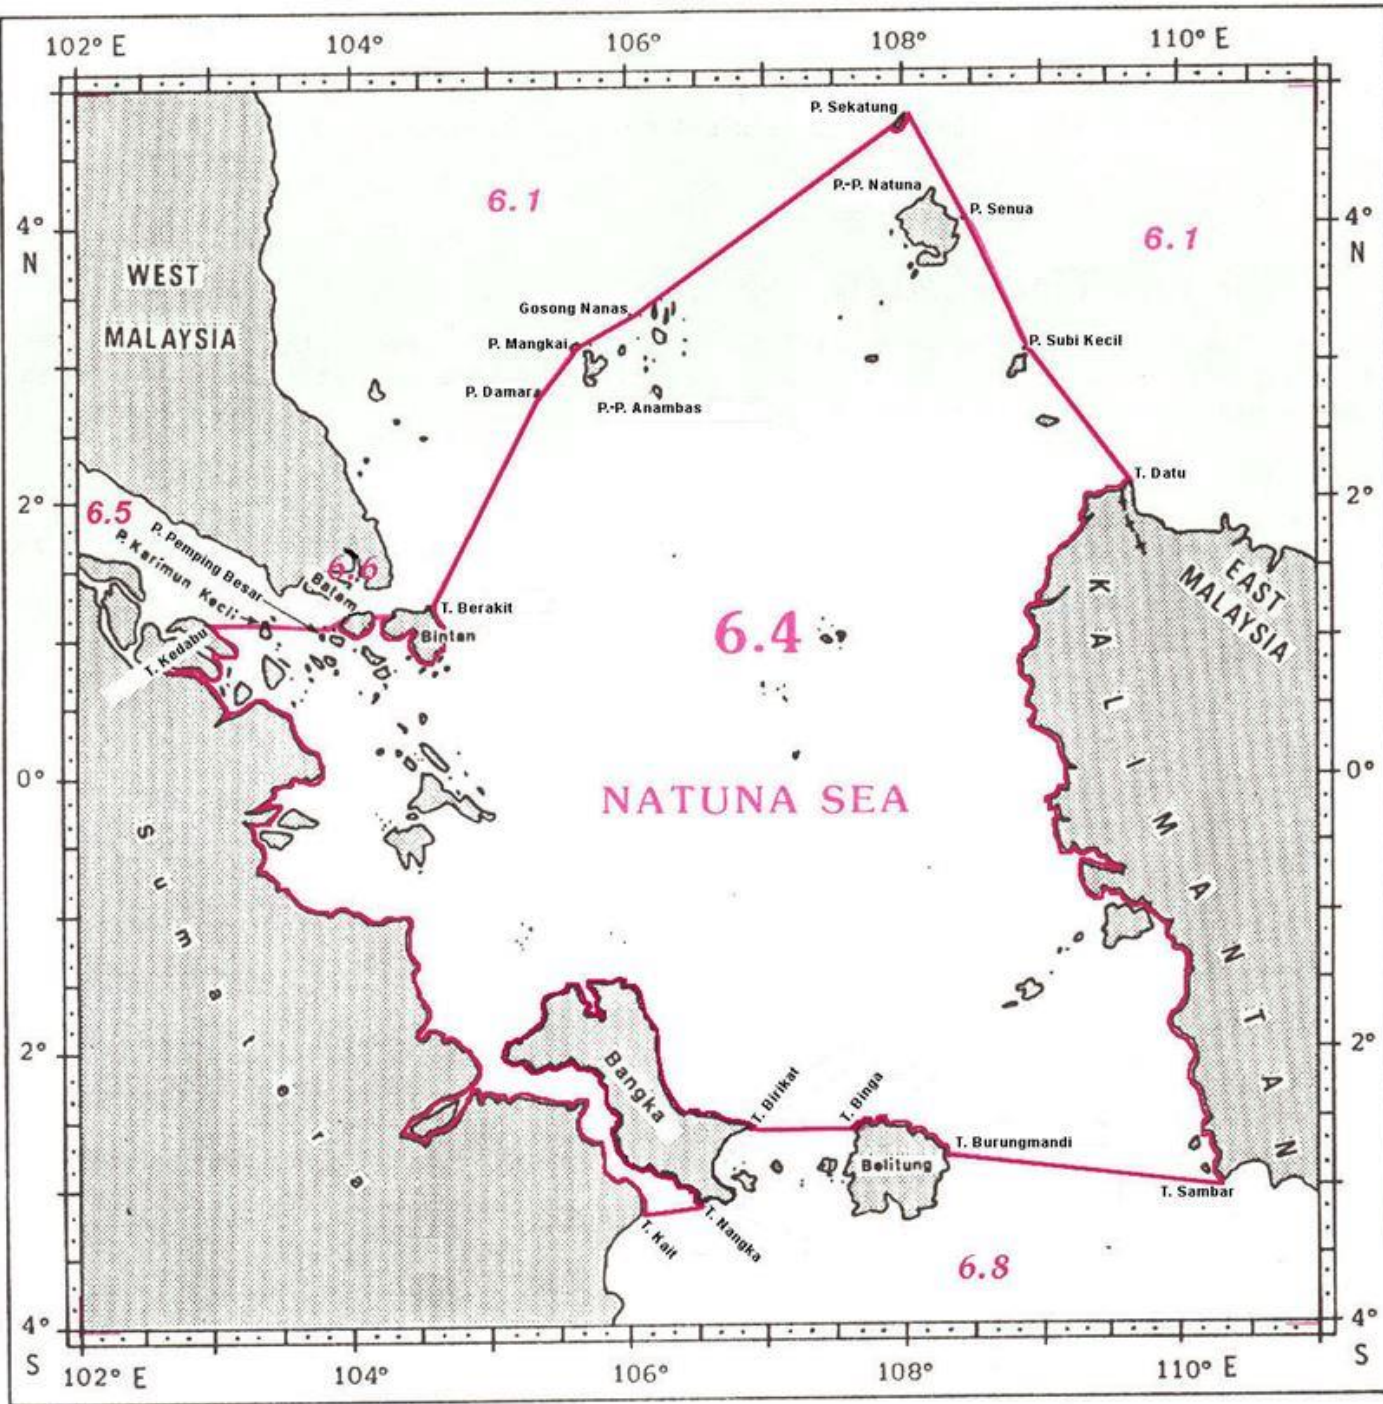 102° E
104°
106°
108°
110° E
P. Sekatung
6.1
P.-P. Natuna
P. Senua
6.1
4°
N
4°
N
WEST
MALAYSIA
Gosong Nanas
P. Mangkai
P. Subi Kecil
P. Damar
P.-P. Anambas
T. Datu
2°
2°
6.5
P. Pemping Besar
P. Karimun Kecil
6.6
Batam
EAST
MALAYSIA
T. Berakit
Bintan
T. Kedabu
6.4
KALIMANTAN
0°
0°
NATUNA SEA
Sumatera
2°
2°
Bangka
T. Birikat
T. Binga
T. Burungmandi
Belitung
T. Sambar
T. Kait
T. Nangka
6.8
4°
S
4°
S
102° E
104°
106°
108°
110° E